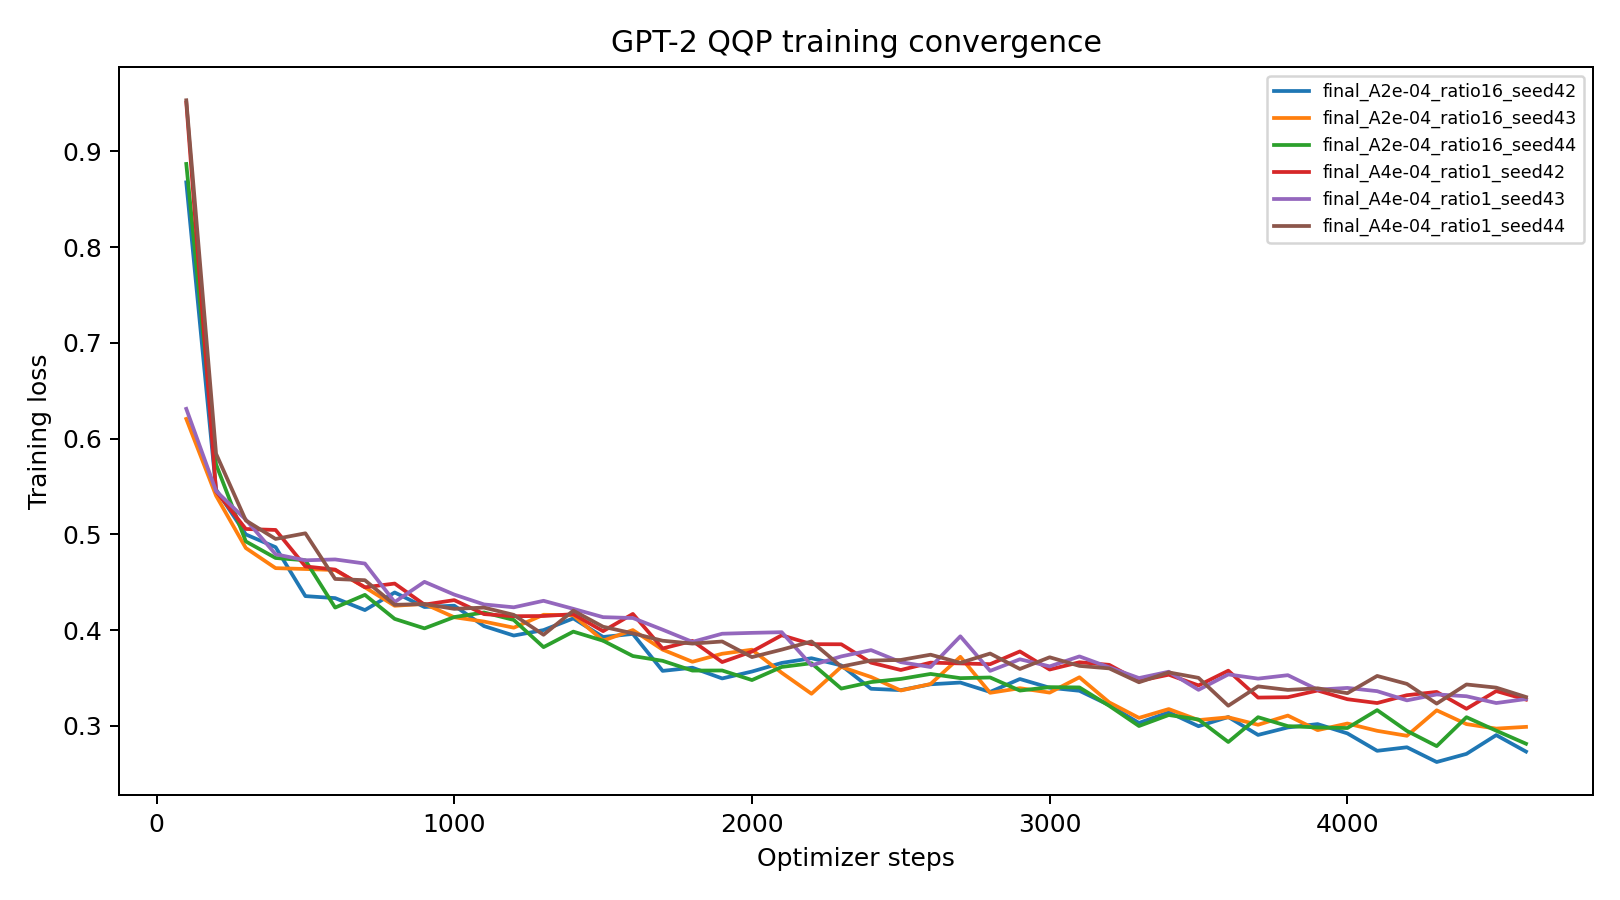 GPT-2 QQP training convergence
final_A2e-04_ratio16_seed42
final_A2e-04_ratio16_seed43
final_A2e-04_ratio16_seed44
final_A4e-04_ratio1_seed42
final_A4e-04_ratio1_seed43
final_A4e-04_ratio1_seed44
Training loss
0.9
0.8
0.7
0.6
0.5
0.4
0.3
0 1000 2000 3000 4000
Optimizer steps